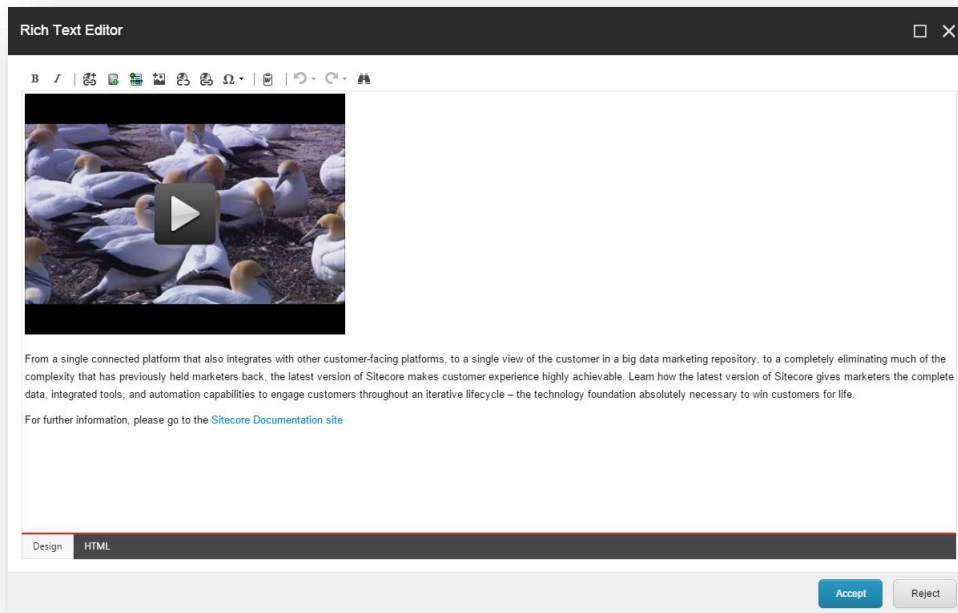 Rich Text Editor
B I Ω
From a single connected platform that also integrates with other customer-facing platforms, to a single view of the customer in a big data marketing repository, to a completely eliminating much of the
complexity that has previously held marketers back, the latest version of Sitecore makes customer experience highly achievable. Learn how the latest version of Sitecore gives marketers the complete
data, integrated tools, and automation capabilities to engage customers throughout an iterative lifecycle – the technology foundation absolutely necessary to win customers for life.
For further information, please go to the Sitecore Documentation site
Design HTML
Accept Reject